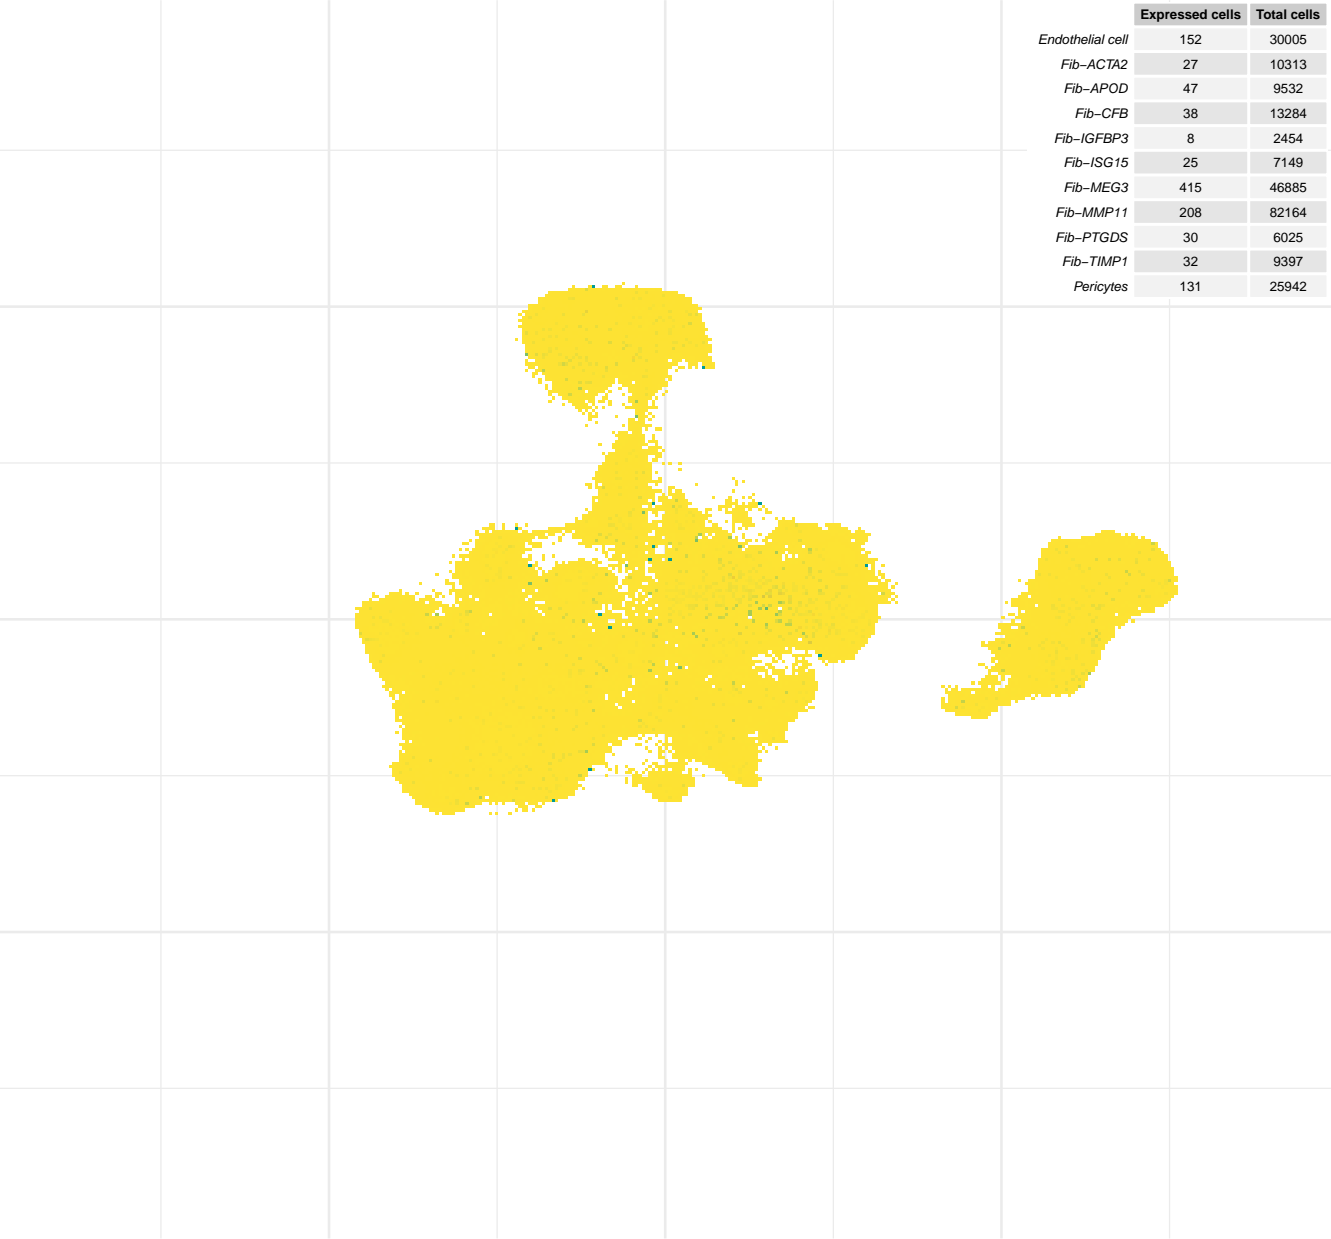 Expressed cells Total cells
Endothelial cell 152 30005
Fib−ACTA2 27 10313
Fib−APOD 47 9532
Fib−CFB 38 13284
Fib−IGFBP3 8 2454
Fib−ISG15 25 7149
Fib−MEG3 415 46885
Fib−MMP11 208 82164
Fib−PTGDS 30 6025
Fib−TIMP1 32 9397
Pericytes 131 25942